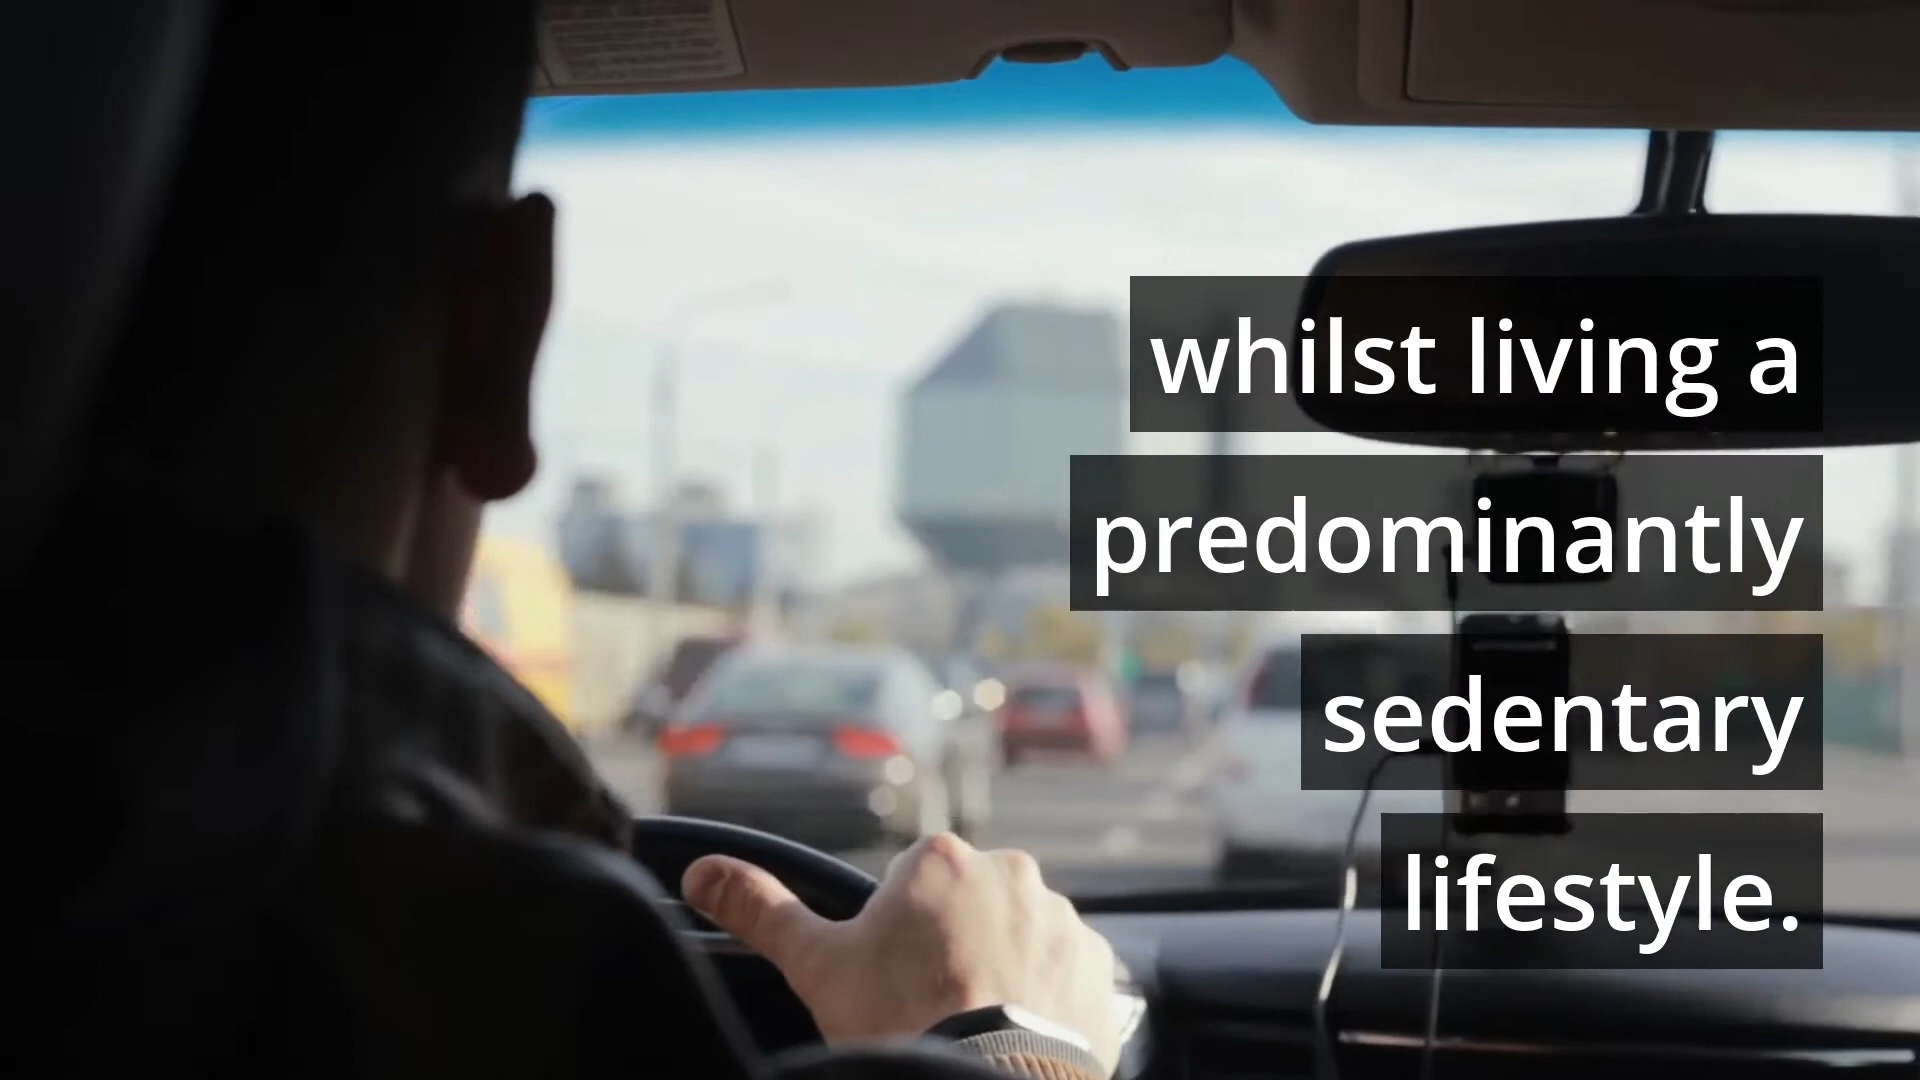 whilst living a
predominantly
sedentary
lifestyle.